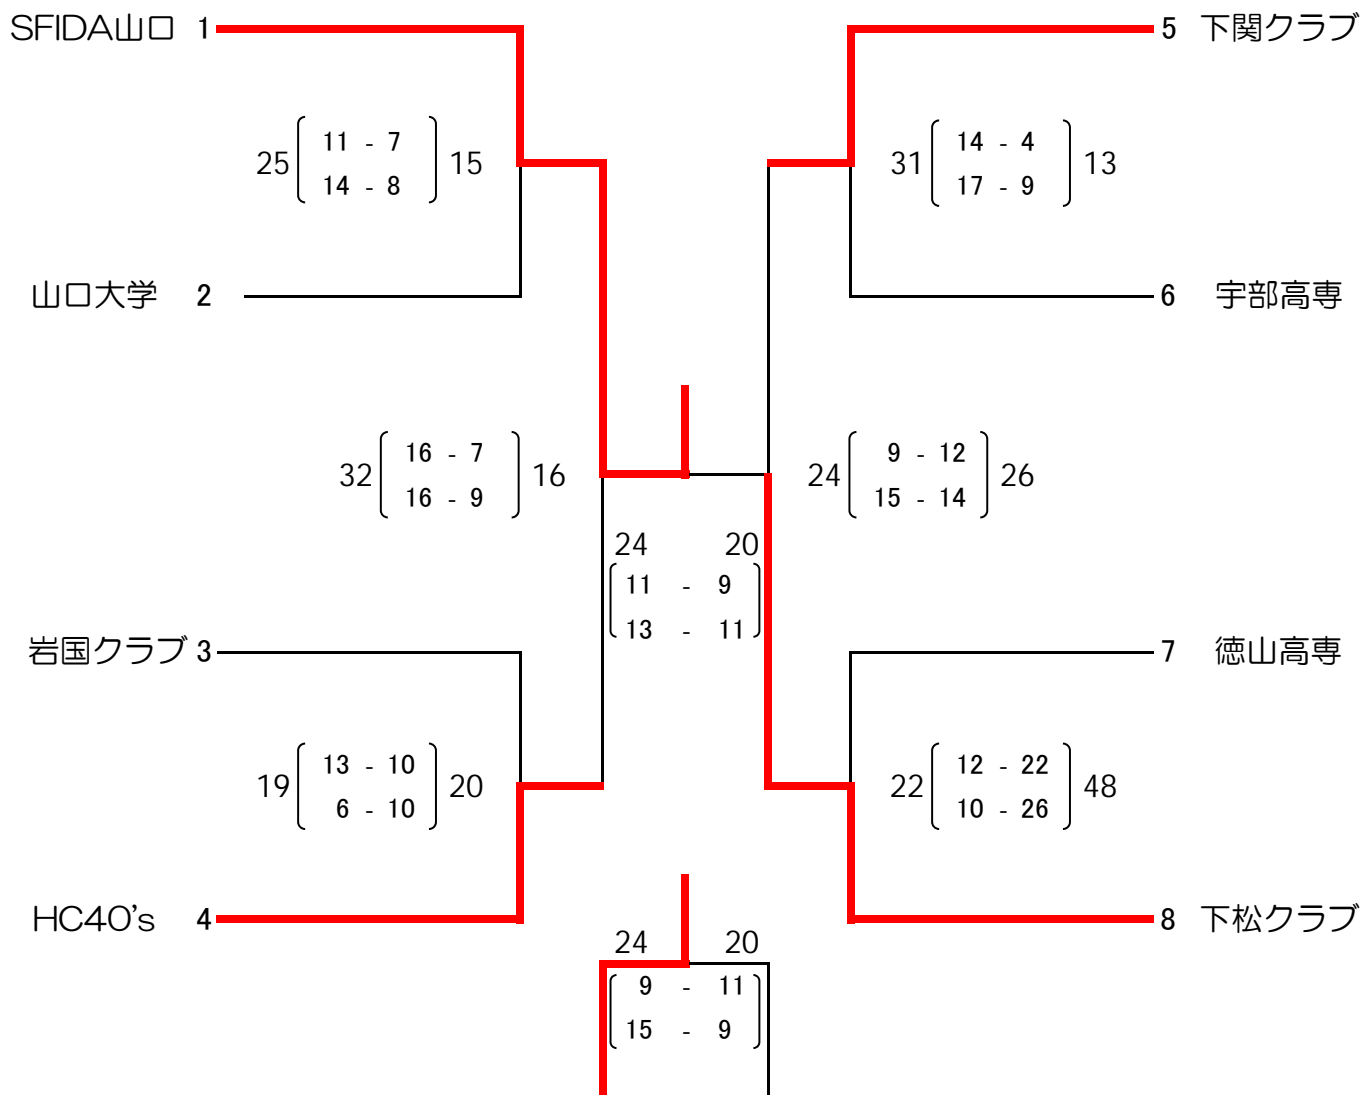 SFIDA山口 1
5 下関クラブ
11 - 7
25 15
14 - 8
14 - 4
31 13
17 - 9
山口大学 2
6 宇部高専
16 - 7
32 16
16 - 9
9 - 12
24 26
15 - 14
24 20
11 - 9
13 - 11
岩国クラブ 3
7 徳山高専
13 - 10
19 20
6 - 10
12 - 22
22 48
10 - 26
HC40's 4
8 下松クラブ
24 20
9 - 11
15 - 9